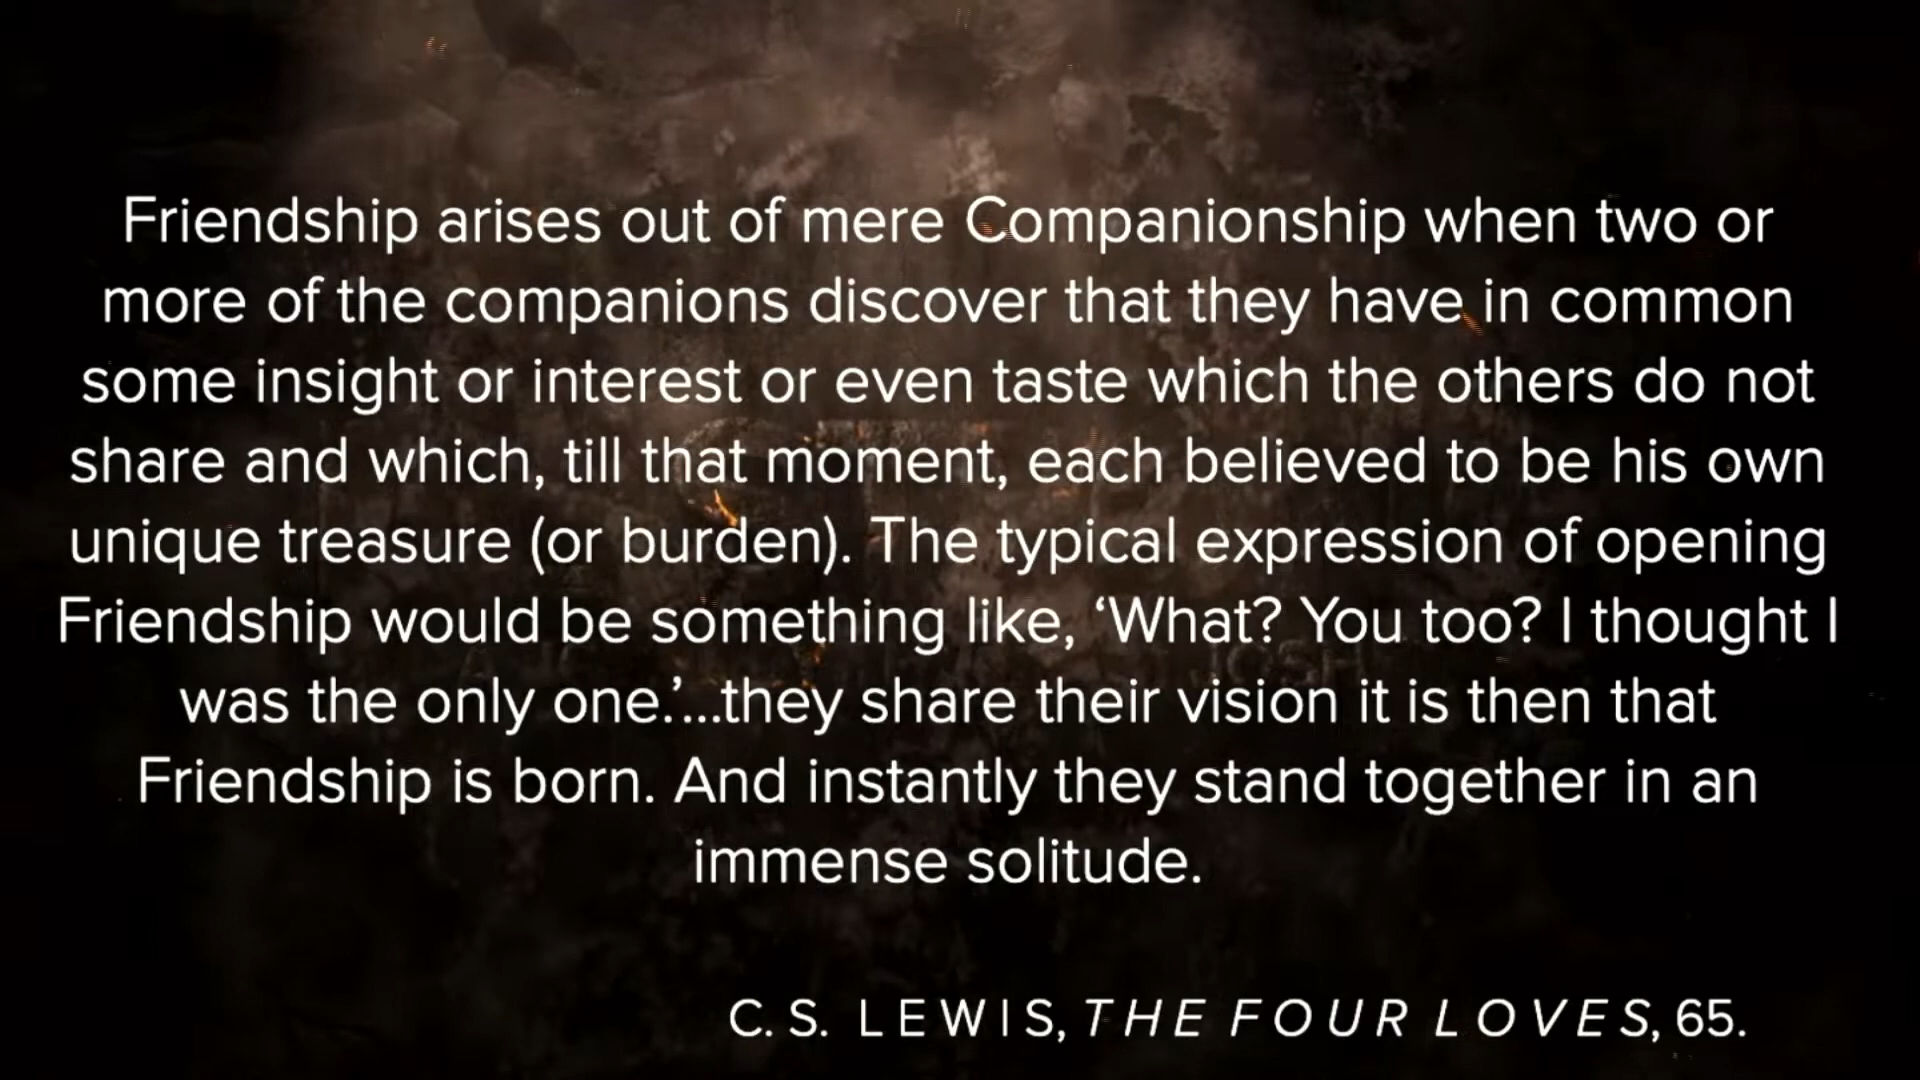 Friendship arises out of mere Companionship when two or
more of the companions discover that they have in common
some insight or interest or even taste which the others do not
share and which, till that moment, each believed to be his own
unique treasure (or burden). The typical expression of opening
Friendship would be something like, ‘What? You too? I thought I
was the only one.’...they share their vision it is then that
Friendship is born. And instantly they stand together in an
immense solitude.
C. S. LEWIS, THE FOUR LOVES, 65.